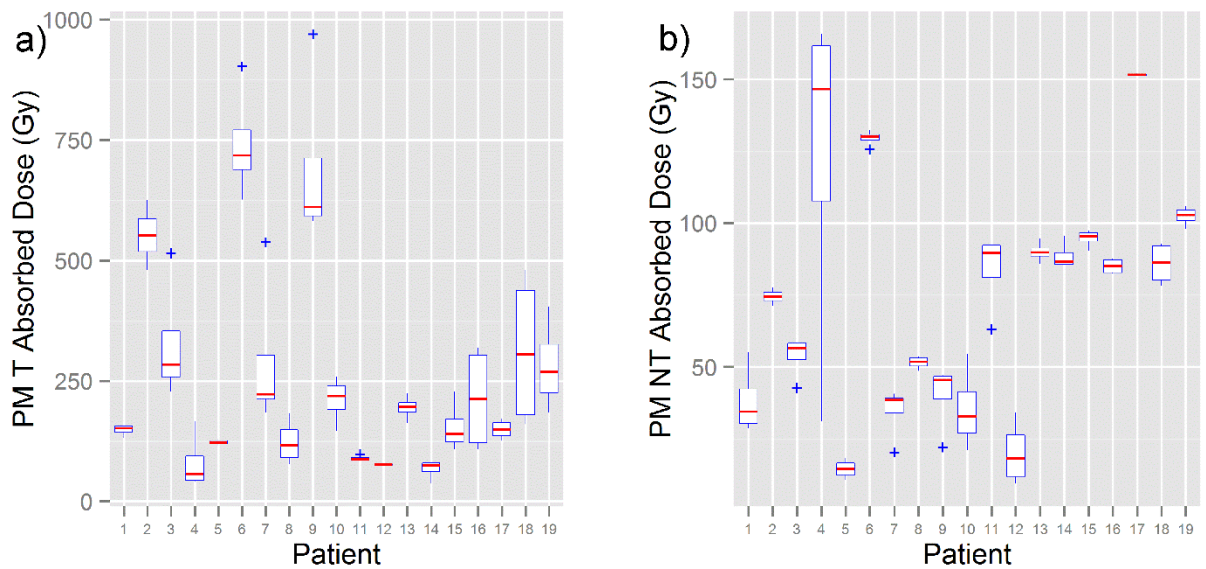 a)
PM T Absorbed Dose (Gy)
1000
750
500
250
0
1 2 3 4 5 6 7 8 9 10 11 12 13 14 15 16 17 18 19
Patient
b)
PM NT Absorbed Dose (Gy)
150
100
50
1 2 3 4 5 6 7 8 9 10 11 12 13 14 15 16 17 18 19
Patient